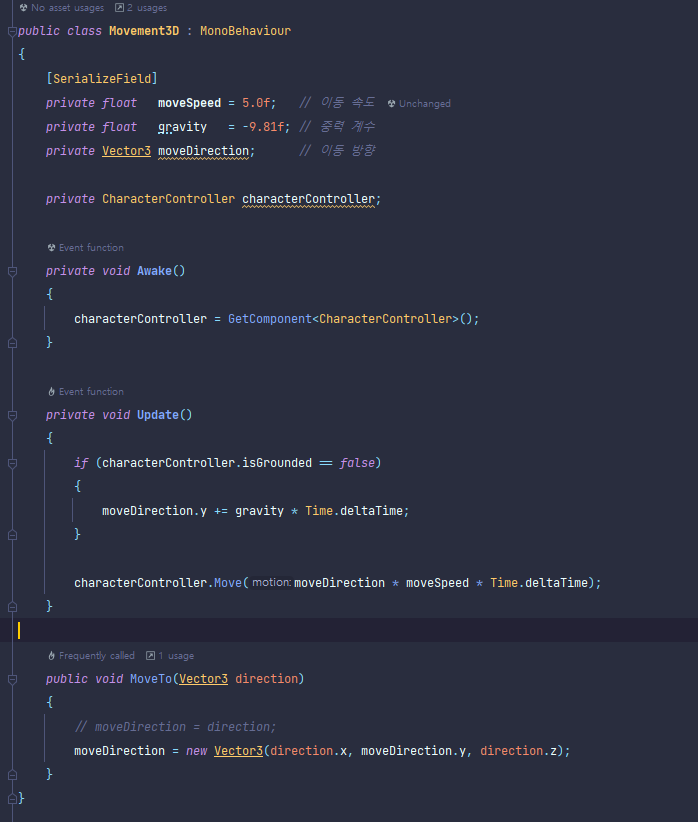 No asset usages 2 usages
public class Movement3D : MonoBehaviour
{
[SerializeField]
private float moveSpeed = 5.0f; // 이동 속도 Unchanged
private float gravity = -9.81f; // 중력 계수
private Vector3 moveDirection; // 이동 방향
private CharacterController characterController;
Event function
private void Awake()
{
characterController = GetComponent<CharacterController>();
}
Event function
private void Update()
{
if (characterController.isGrounded == false)
{
moveDirection.y += gravity * Time.deltaTime;
}
characterController.Move(motion: moveDirection * moveSpeed * Time.deltaTime);
}
Frequently called 1 usage
public void MoveTo(Vector3 direction)
{
// moveDirection = direction;
moveDirection = new Vector3(direction.x, moveDirection.y, direction.z);
}
}